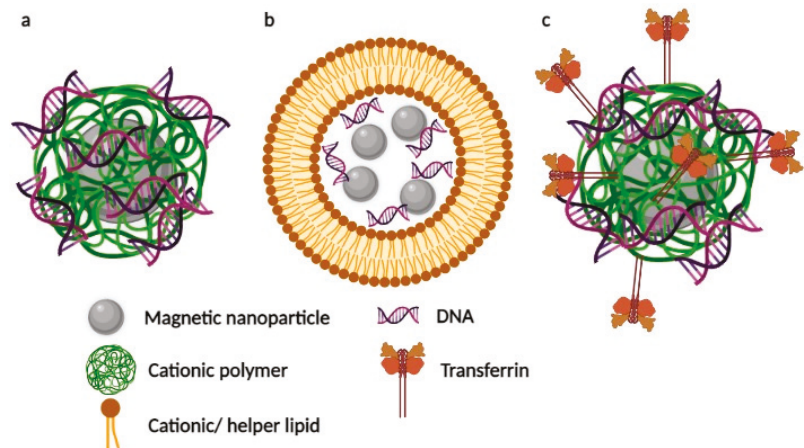 a
b
c
Magnetic nanoparticle
DNA
Cationic polymer
Transferrin
Cationic/ helper lipid